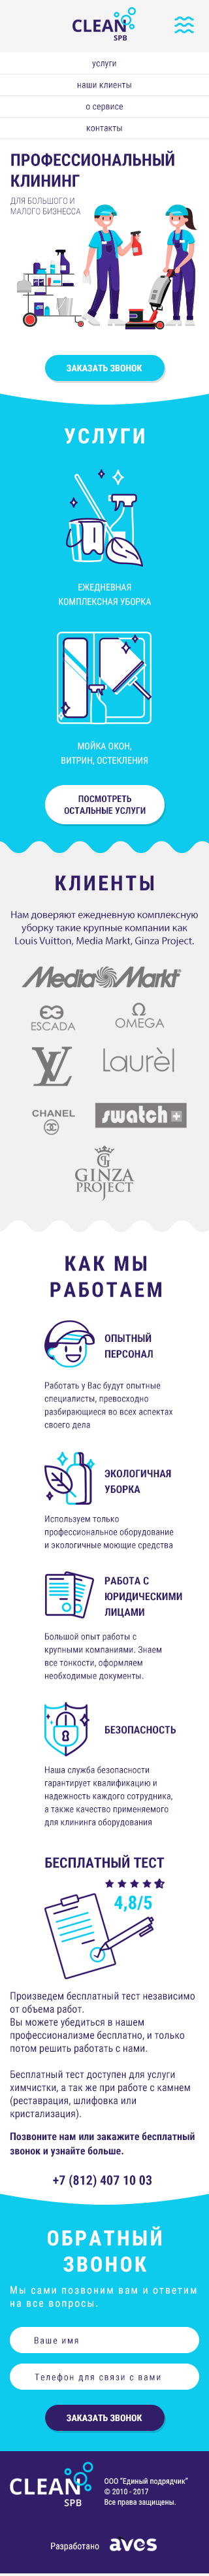 CLEAN
SPB
услуги
наши клиенты
о сервисе
контакты
ПРОФЕССИОНАЛЬНЫЙ
КЛИНИНГ
ДЛЯ БОЛЬШОГО И
МАЛОГО БИЗНЕССА
ЗАКАЗАТЬ ЗВОНОК
УСЛУГИ
ЕЖЕДНЕВНАЯ
КОМПЛЕКСНАЯ УБОРКА
МОЙКА ОКОН,
ВИТРИН, ОСТЕКЛЕНИЯ
ПОСМОТРЕТЬ
ОСТАЛЬНЫЕ УСЛУГИ
КЛИЕНТЫ
Нам доверяют ежедневную комплексную
уборку такие крупные компании как
Louis Vuitton, Media Markt, Ginza Project.
Media Markt
ESCADA
OMEGA
LV
Laurèl
CHANEL
swatch
GINZA
PROJECT
КАК МЫ
РАБОТАЕМ
ОПЫТНЫЙ
ПЕРСОНАЛ
Работать у Вас будут опытные
специалисты, превосходно
разбирающиеся во всех аспектах
своего дела
ЭКОЛОГИЧНАЯ
УБОРКА
Используем только
профессиональное оборудование
и экологичные моющие средства
РАБОТА С
ЮРИДИЧЕСКИМИ
ЛИЦАМИ
Большой опыт работы с
крупными компаниями. Знаем
все тонкости, оформляем
необходимые документы.
БЕЗОПАСНОСТЬ
Наша служба безопасности
гарантирует квалификацию и
надежность каждого сотрудника,
а также качество применяемого
для клининга оборудования
БЕСПЛАТНЫЙ ТЕСТ
4,8/5
Произведем бесплатный тест независимо
от объема работ.
Вы можете убедиться в нашем
профессионализме бесплатно, и только
потом решить работать с нами.
Бесплатный тест доступен для услуги
химчистки, а так же при работе с камнем
(реставрация, шлифовка или
кристализация).
Позвоните нам или закажите бесплатный
звонок и узнайте больше.
+7 (812) 407 10 03
ОБРАТНЫЙ
ЗВОНОК
Мы сами позвоним вам и ответим
на все вопросы.
Ваше имя
Телефон для связи с вами
ЗАКАЗАТЬ ЗВОНОК
CLEAN
SPB
ООО "Единый подрядчик"
© 2010 - 2017
Все права защищены.
Разработано aves